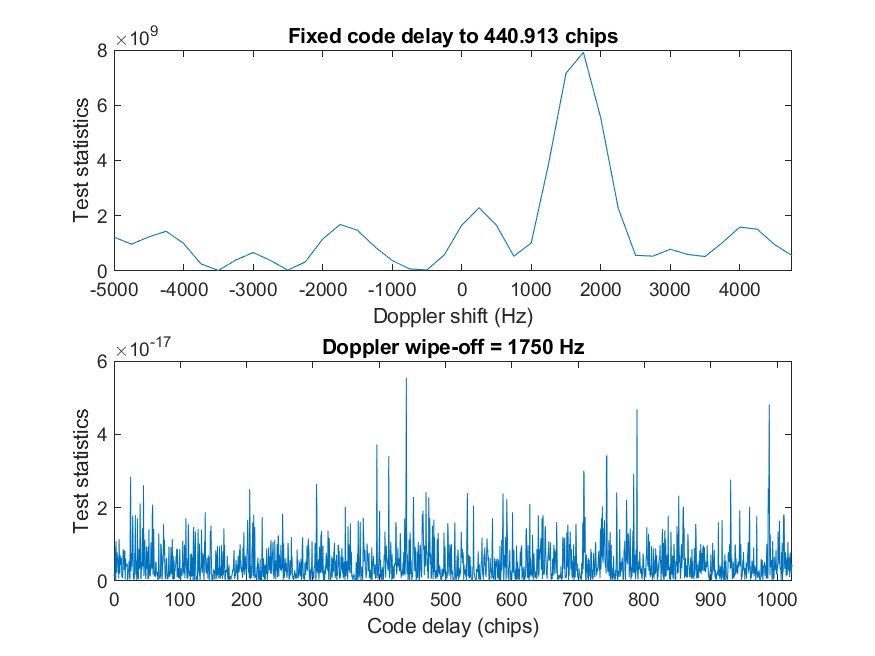 ×10^9
Fixed code delay to 440.913 chips
8
6
4
2
0
Test statistics
-5000 -4000 -3000 -2000 -1000 0 1000 2000 3000 4000
Doppler shift (Hz)
×10^-17
Doppler wipe-off = 1750 Hz
6
4
2
0
Test statistics
0 100 200 300 400 500 600 700 800 900 1000
Code delay (chips)